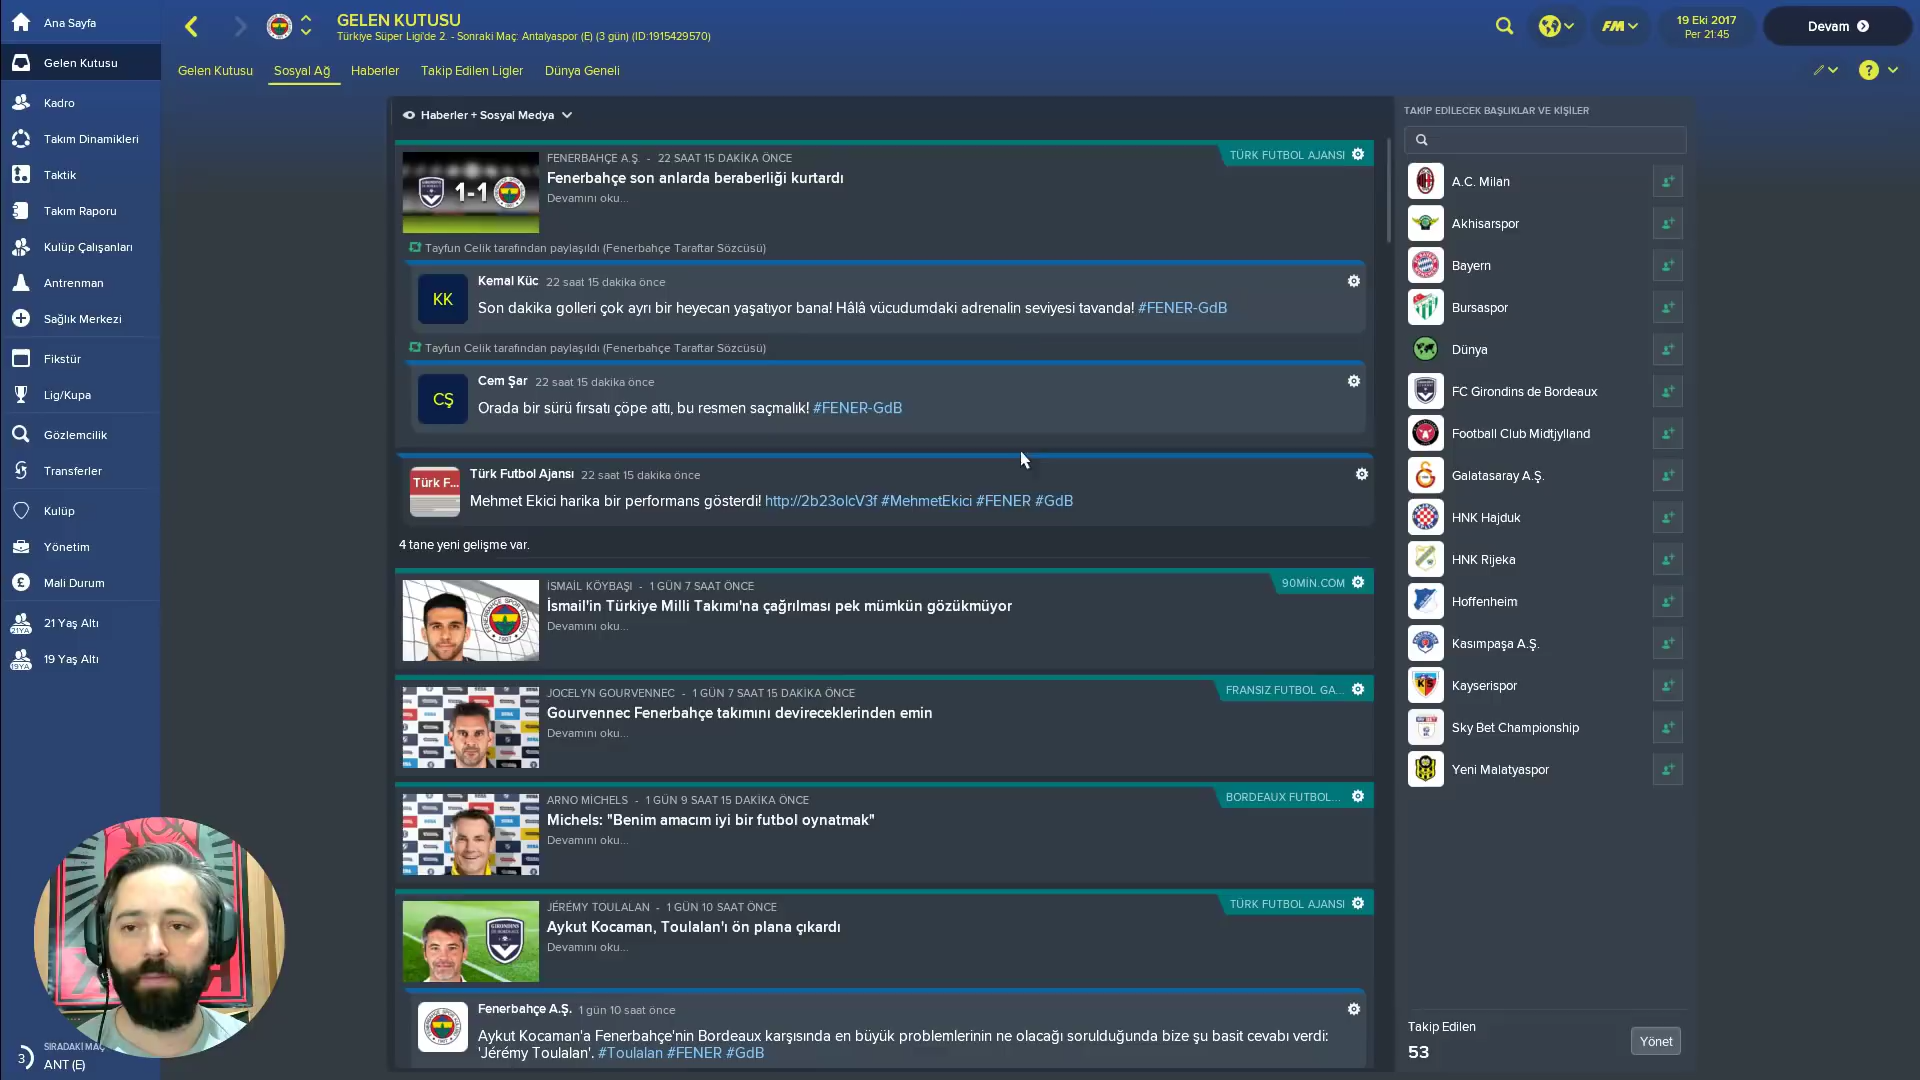 Ana Sayfa
Gelen Kutusu
Kadro
Takım Dinamikleri
Taktik
Takım Raporu
Kulüp Çalışanları
Antrenman
Sağlık Merkezi
Fikstür
Lig/Kupa
Gözlemcilik
Transferler
Kulüp
Yönetim
Mali Durum
21YA
21 Yaş Altı
19YA
19 Yaş Altı
3
SIRADAKİ MAÇ
ANT (E)
GELEN KUTUSU
Türkiye Süper Ligi'de 2. - Sonraki Maç: Antalyaspor (E) (3 gün) (ID:1915429570)
FM
19 Eki 2017
Per 21:45
Devam
Gelen Kutusu
Sosyal Ağ
Haberler
Takip Edilen Ligler
Dünya Geneli
?
Haberler + Sosyal Medya
1-1
FENERBAHÇE A.Ş. - 22 SAAT 15 DAKİKA ÖNCE
TÜRK FUTBOL AJANSI
Fenerbahçe son anlarda beraberliği kurtardı
Devamını oku...
Tayfun Celik tarafından paylaşıldı (Fenerbahçe Taraftar Sözcüsü)
KK
Kemal Küc 22 saat 15 dakika önce
Son dakika golleri çok ayrı bir heyecan yaşatıyor bana! Hâlâ vücudumdaki adrenalin seviyesi tavanda! #FENER-GdB
Tayfun Celik tarafından paylaşıldı (Fenerbahçe Taraftar Sözcüsü)
CŞ
Cem Şar 22 saat 15 dakika önce
Orada bir sürü fırsatı çöpe attı, bu resmen saçmalık! #FENER-GdB
Türk F...
Türk Futbol Ajansı 22 saat 15 dakika önce
Mehmet Ekici harika bir performans gösterdi! http://2b23olcV3f #MehmetEkici #FENER #GdB
4 tane yeni gelişme var.
İSMAİL KÖYBAŞI - 1 GÜN 7 SAAT ÖNCE
90MİN.COM
İsmail'in Türkiye Milli Takımı'na çağrılması pek mümkün gözükmüyor
Devamını oku...
JOCELYN GOURVENNEC - 1 GÜN 7 SAAT 15 DAKİKA ÖNCE
FRANSIZ FUTBOL GA...
Gourvennec Fenerbahçe takımını devireceklerinden emin
Devamını oku...
ARNO MİCHELS - 1 GÜN 9 SAAT 15 DAKİKA ÖNCE
BORDEAUX FUTBOL...
Michels: "Benim amacım iyi bir futbol oynatmak"
Devamını oku...
JÉRÉMY TOULALAN - 1 GÜN 10 SAAT ÖNCE
TÜRK FUTBOL AJANSI
Aykut Kocaman, Toulalan'ı ön plana çıkardı
Devamını oku...
Fenerbahçe A.Ş. 1 gün 10 saat önce
Aykut Kocaman'a Fenerbahçe'nin Bordeaux karşısında en büyük problemlerinin ne olacağı sorulduğunda bize şu basit cevabı verdi:
'Jérémy Toulalan'. #Toulalan #FENER #GdB
TAKİP EDİLECEK BAŞLIKLAR VE KİŞİLER
A.C. Milan
Akhisarspor
Bayern
Bursaspor
Dünya
FC Girondins de Bordeaux
Football Club Midtjylland
Galatasaray A.Ş.
HNK Hajduk
HNK Rijeka
Hoffenheim
Kasımpaşa A.Ş.
Kayserispor
Sky Bet Championship
Yeni Malatyaspor
Takip Edilen
53
Yönet